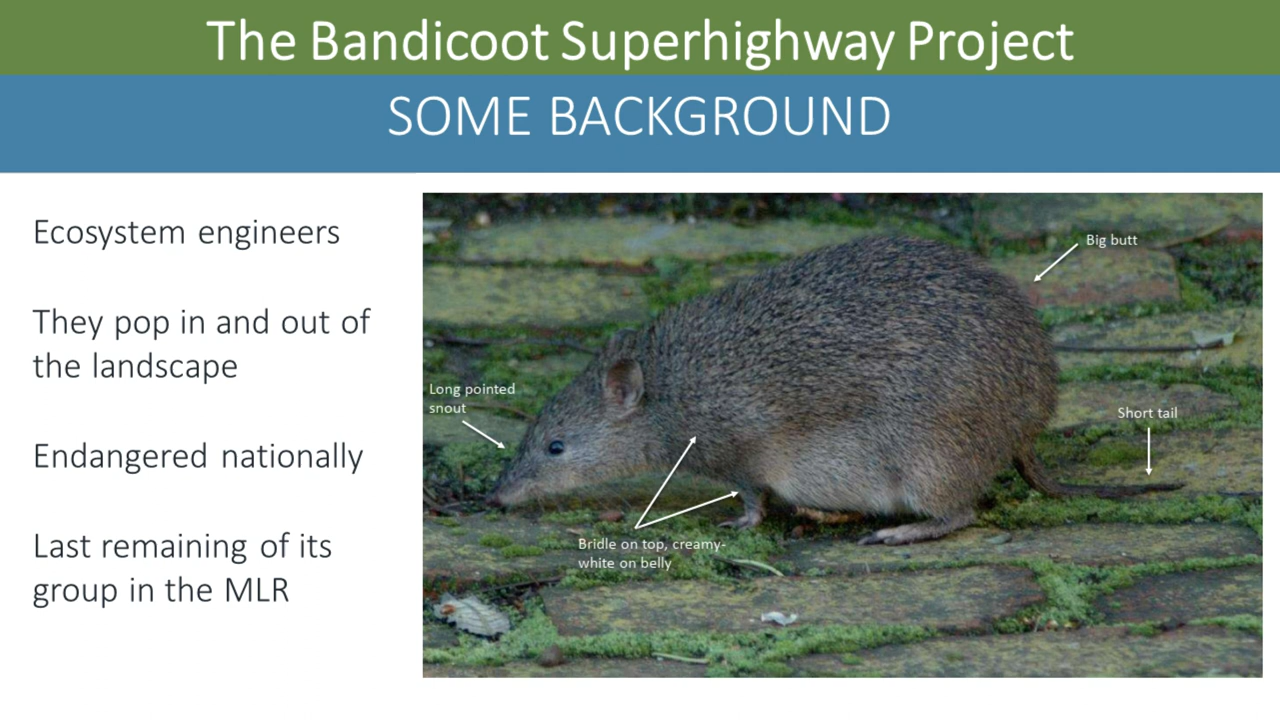 The Bandicoot Superhighway Project
SOME BACKGROUND
Ecosystem engineers
They pop in and out of
the landscape
Endangered nationally
Last remaining of its
group in the MLR
Big butt
Long pointed
snout
Short tail
Bridle on top, creamy-
white on belly